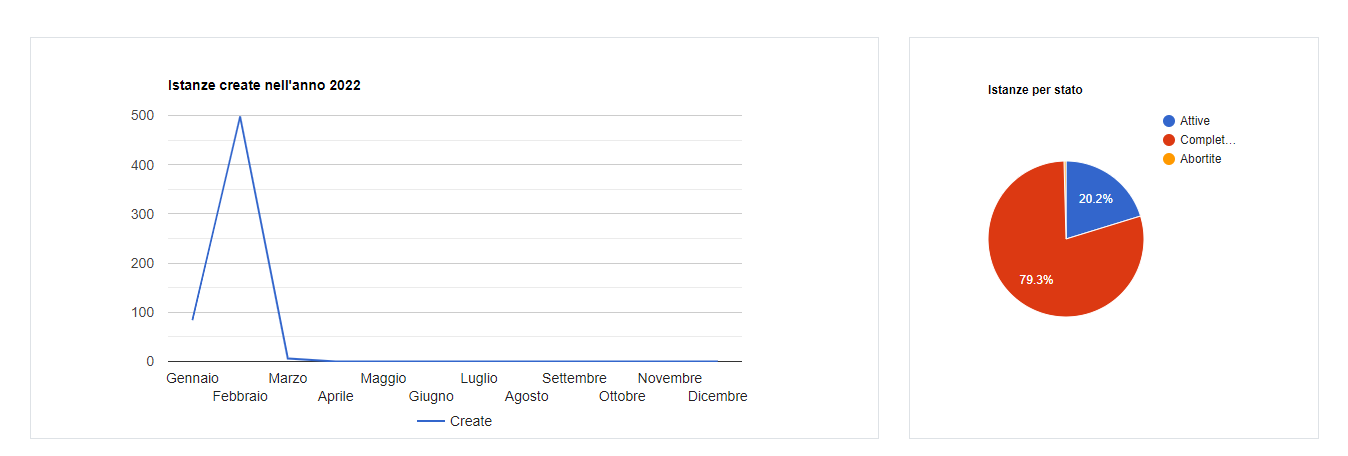 Istanze create nell'anno 2022
500
400
300
200
100
0
Gennaio
Febbraio
Marzo
Aprile
Maggio
Giugno
Luglio
Agosto
Settembre
Ottobre
Novembre
Dicembre
Create
Istanze per stato
Attive
Complet...
Abortite
20.2%
79.3%